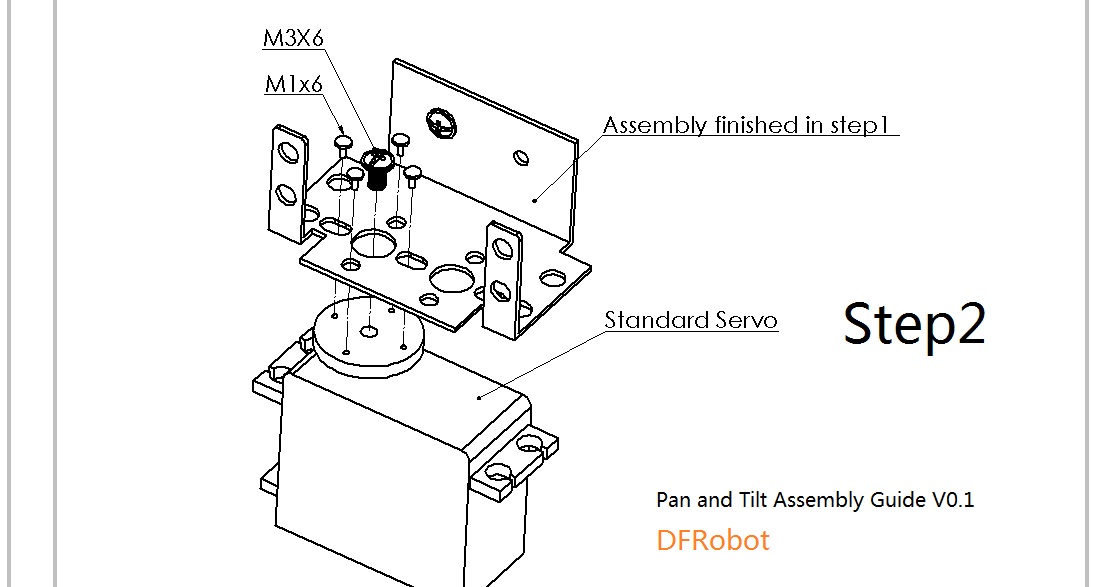 M3X6
M1x6
Assembly finished in step1
Standard Servo
Step2
Pan and Tilt Assembly Guide V0.1
DFRobot